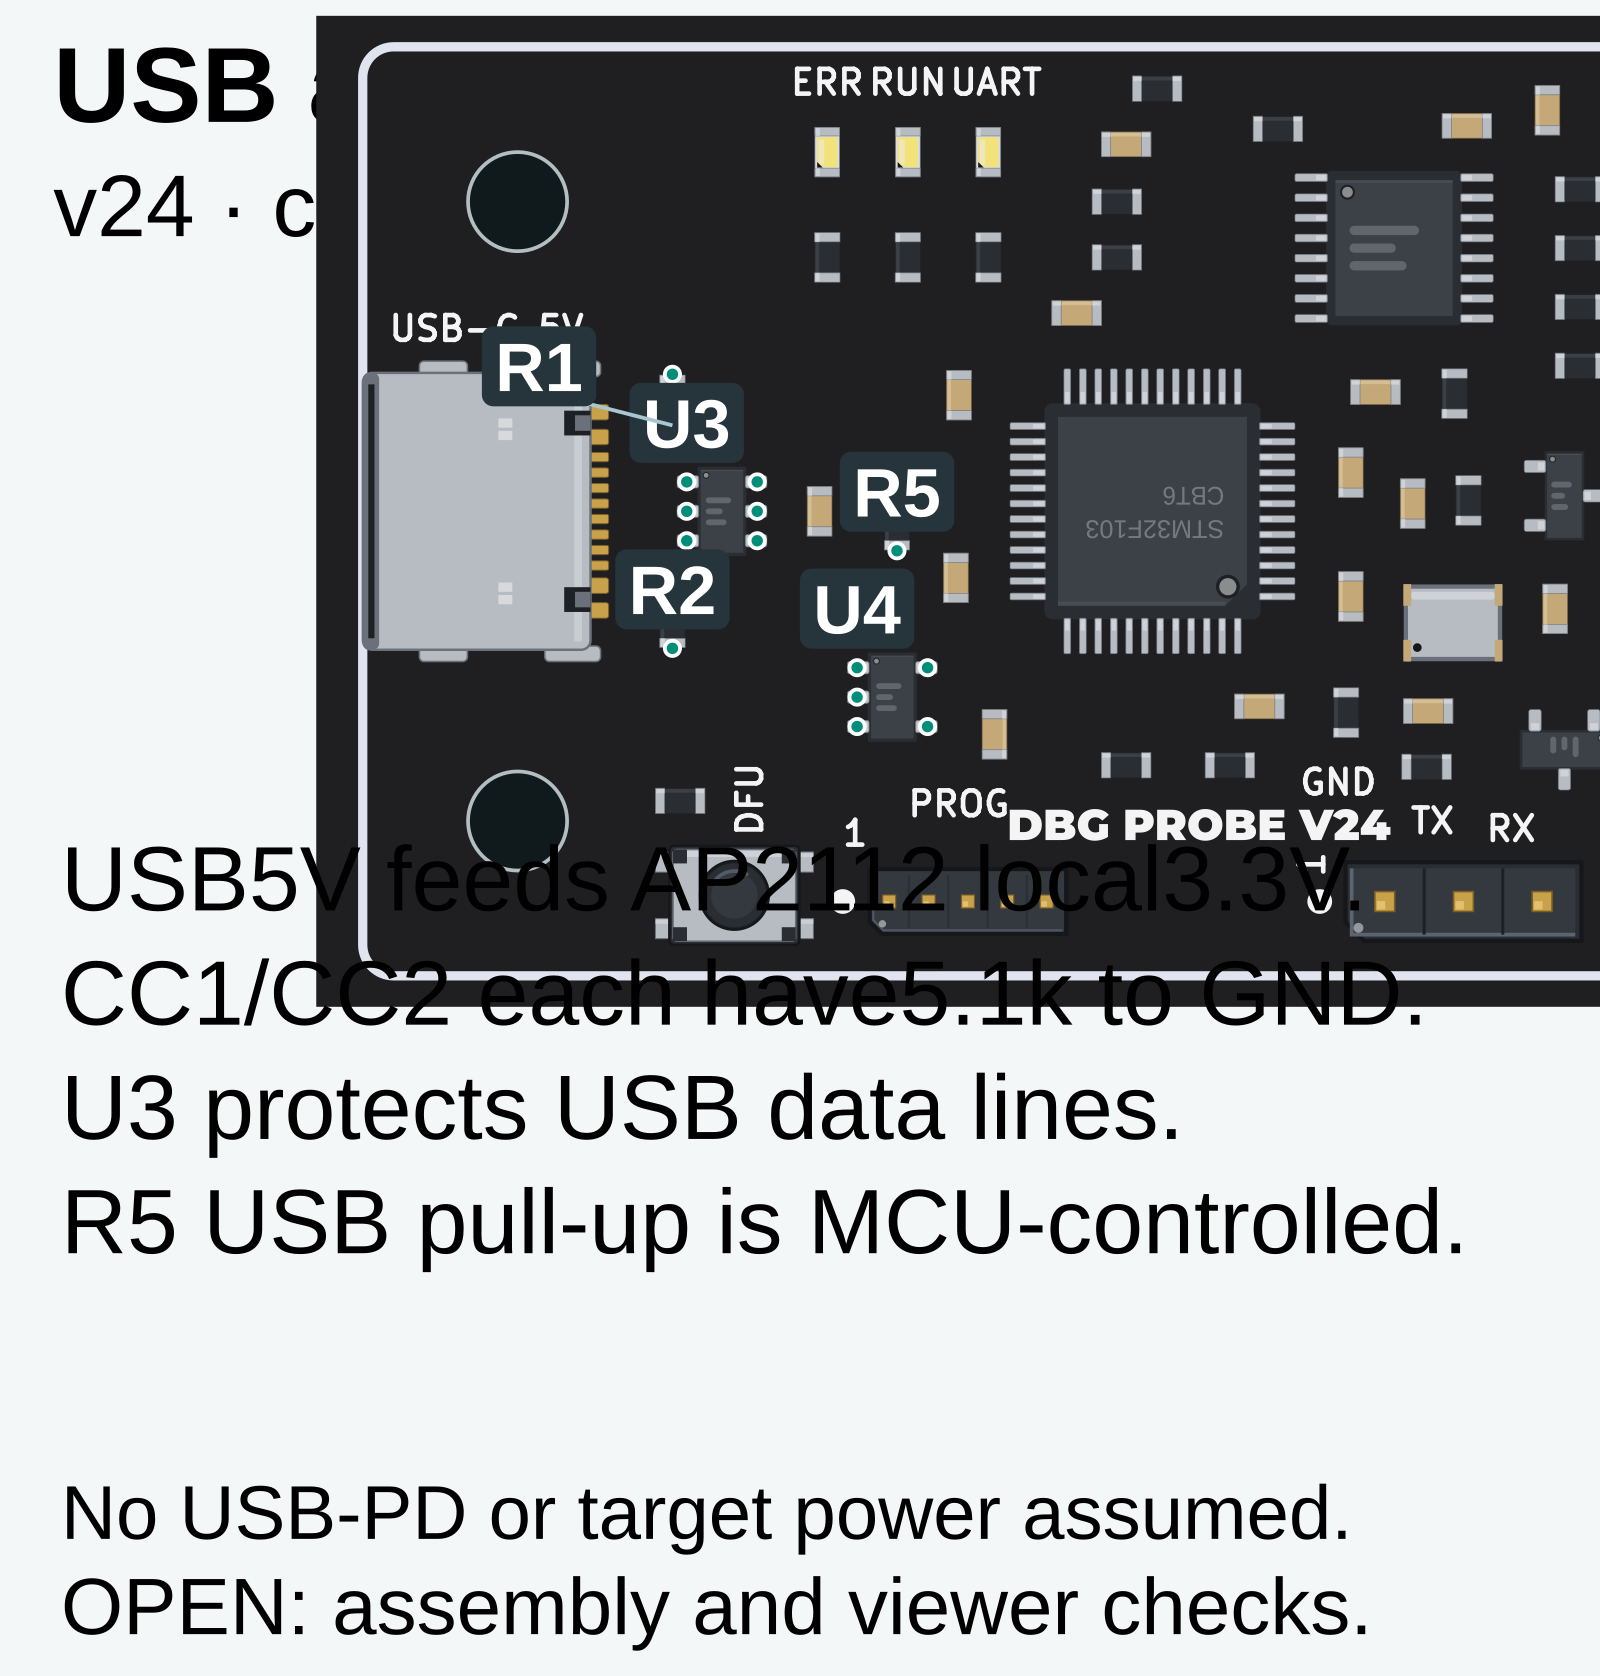 USB
v24 · c
ERR RUN UART
USB-C 5V
R1
U3
R5
R2
U4
CBT6
STM32F103
DFU
1
PROG
GND
DBG PROBE V24
TX
RX
1
USB5V feeds AP2112 local3.3V.
CC1/CC2 each have5.1k to GND.
U3 protects USB data lines.
R5 USB pull-up is MCU-controlled.
No USB-PD or target power assumed.
OPEN: assembly and viewer checks.